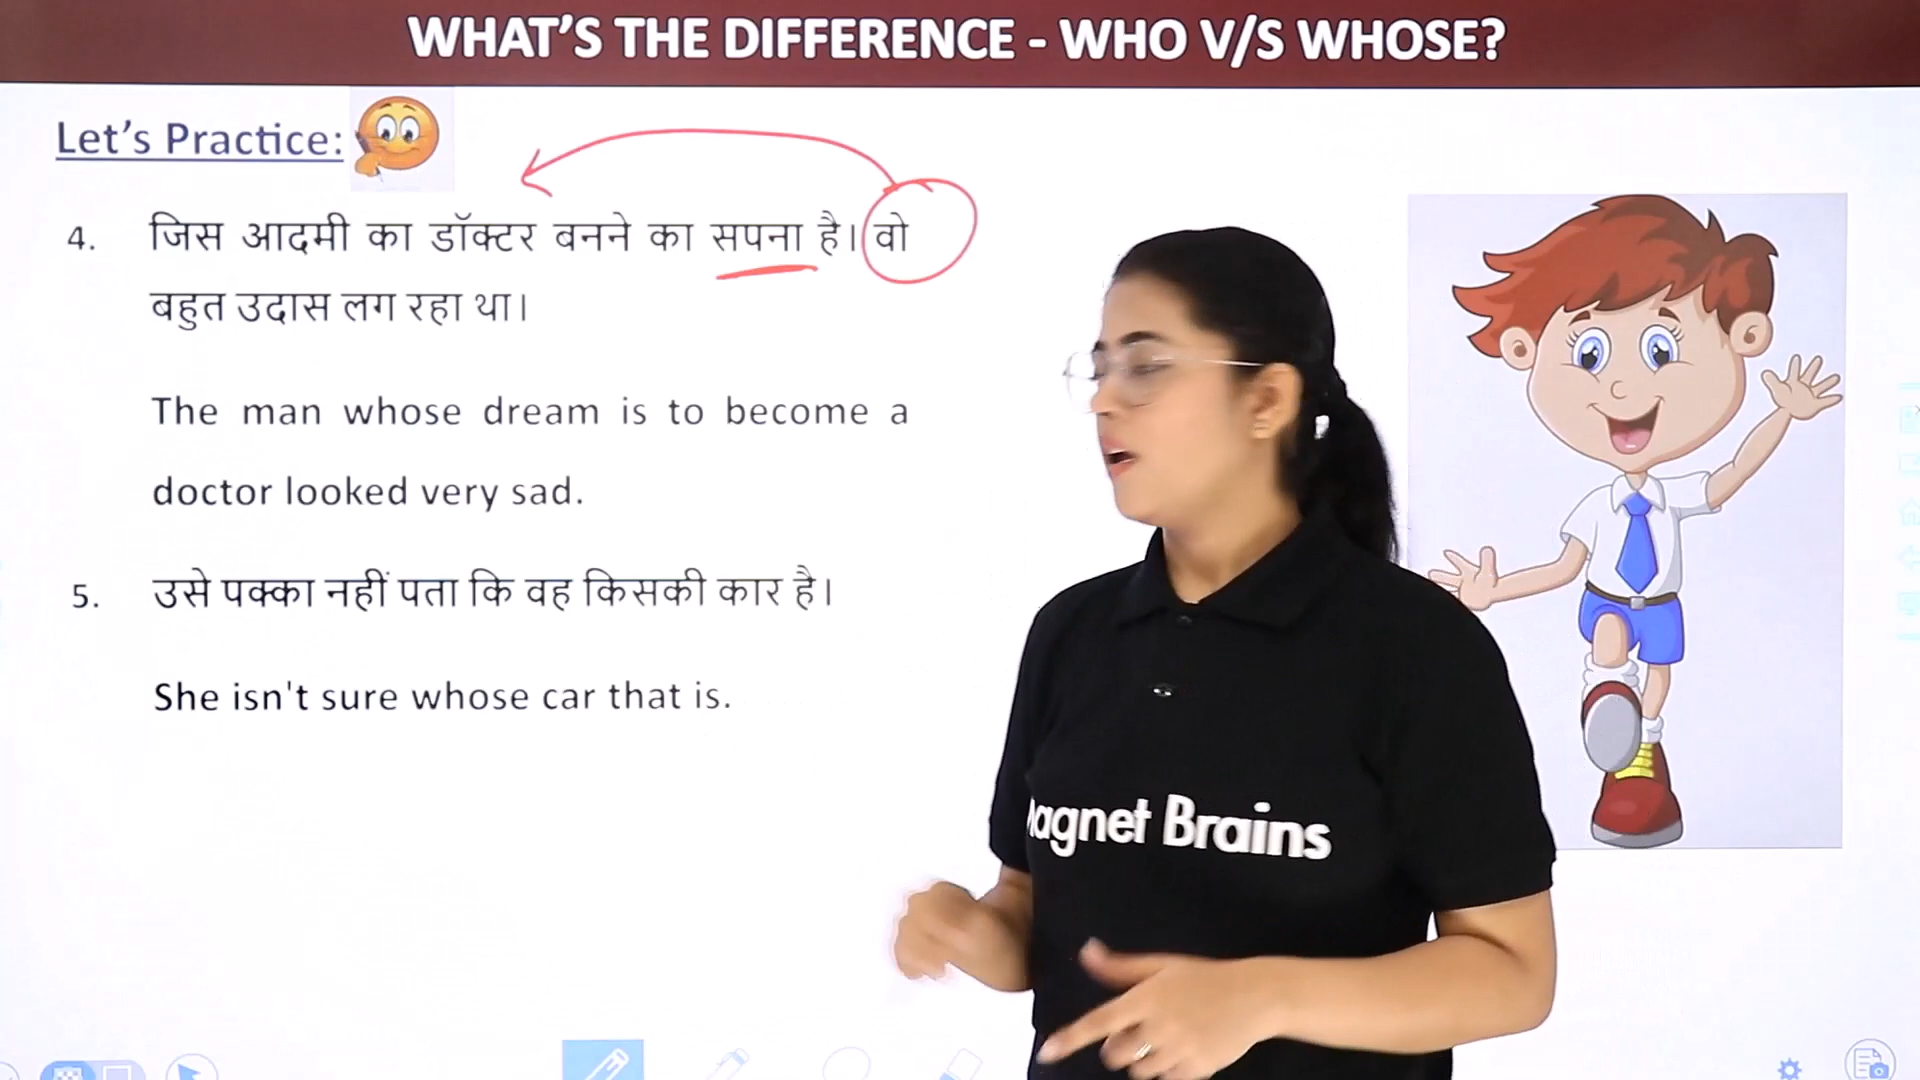 WHAT'S THE DIFFERENCE - WHO V/S WHOSE?
Let's Practice:
4. जिस आदमी का डॉक्टर बनने का सपना है। वो
बहुत उदास लग रहा था।
The man whose dream is to become a
doctor looked very sad.
5. उसे पक्का नहीं पता कि वह किसकी कार है।
She isn't sure whose car that is.
agnet Brains